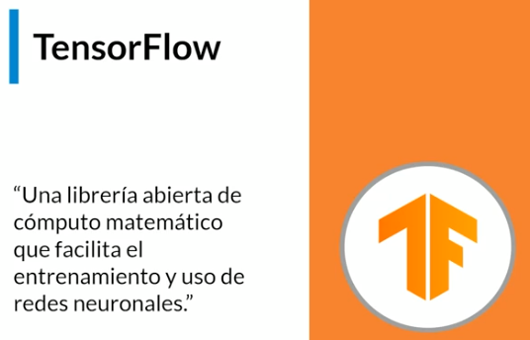 TensorFlow
“Una librería abierta de
cómputo matemático
que facilita el
entrenamiento y uso de
redes neuronales.”